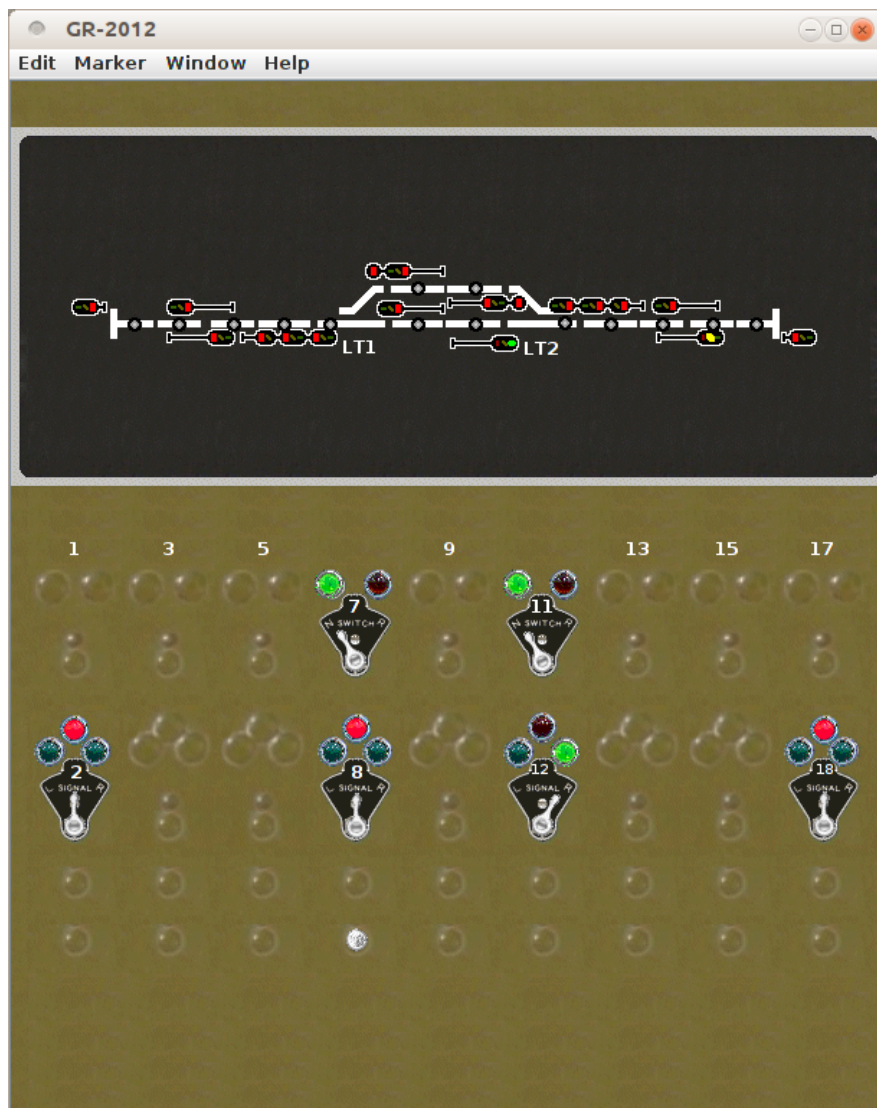 GR-2012
Edit Marker Window Help
LT1 LT2
1 3 5 9 13 15 17
7 11
N SWITCH R N SWITCH R
2 8 12 18
L SIGNAL R L SIGNAL R L SIGNAL R L SIGNAL R